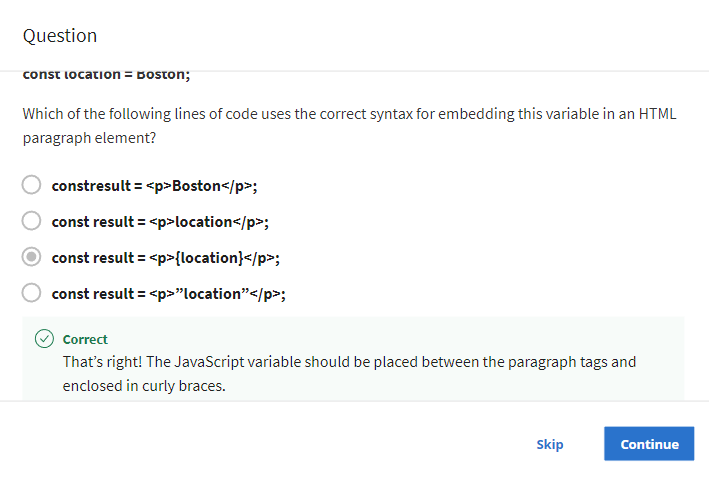 Question
const location = Boston;
Which of the following lines of code uses the correct syntax for embedding this variable in an HTML
paragraph element?
constresult = <p>Boston</p>;
const result = <p>location</p>;
const result = <p>{location}</p>;
const result = <p>”location”</p>;
Correct
That’s right! The JavaScript variable should be placed between the paragraph tags and
enclosed in curly braces.
Skip
Continue